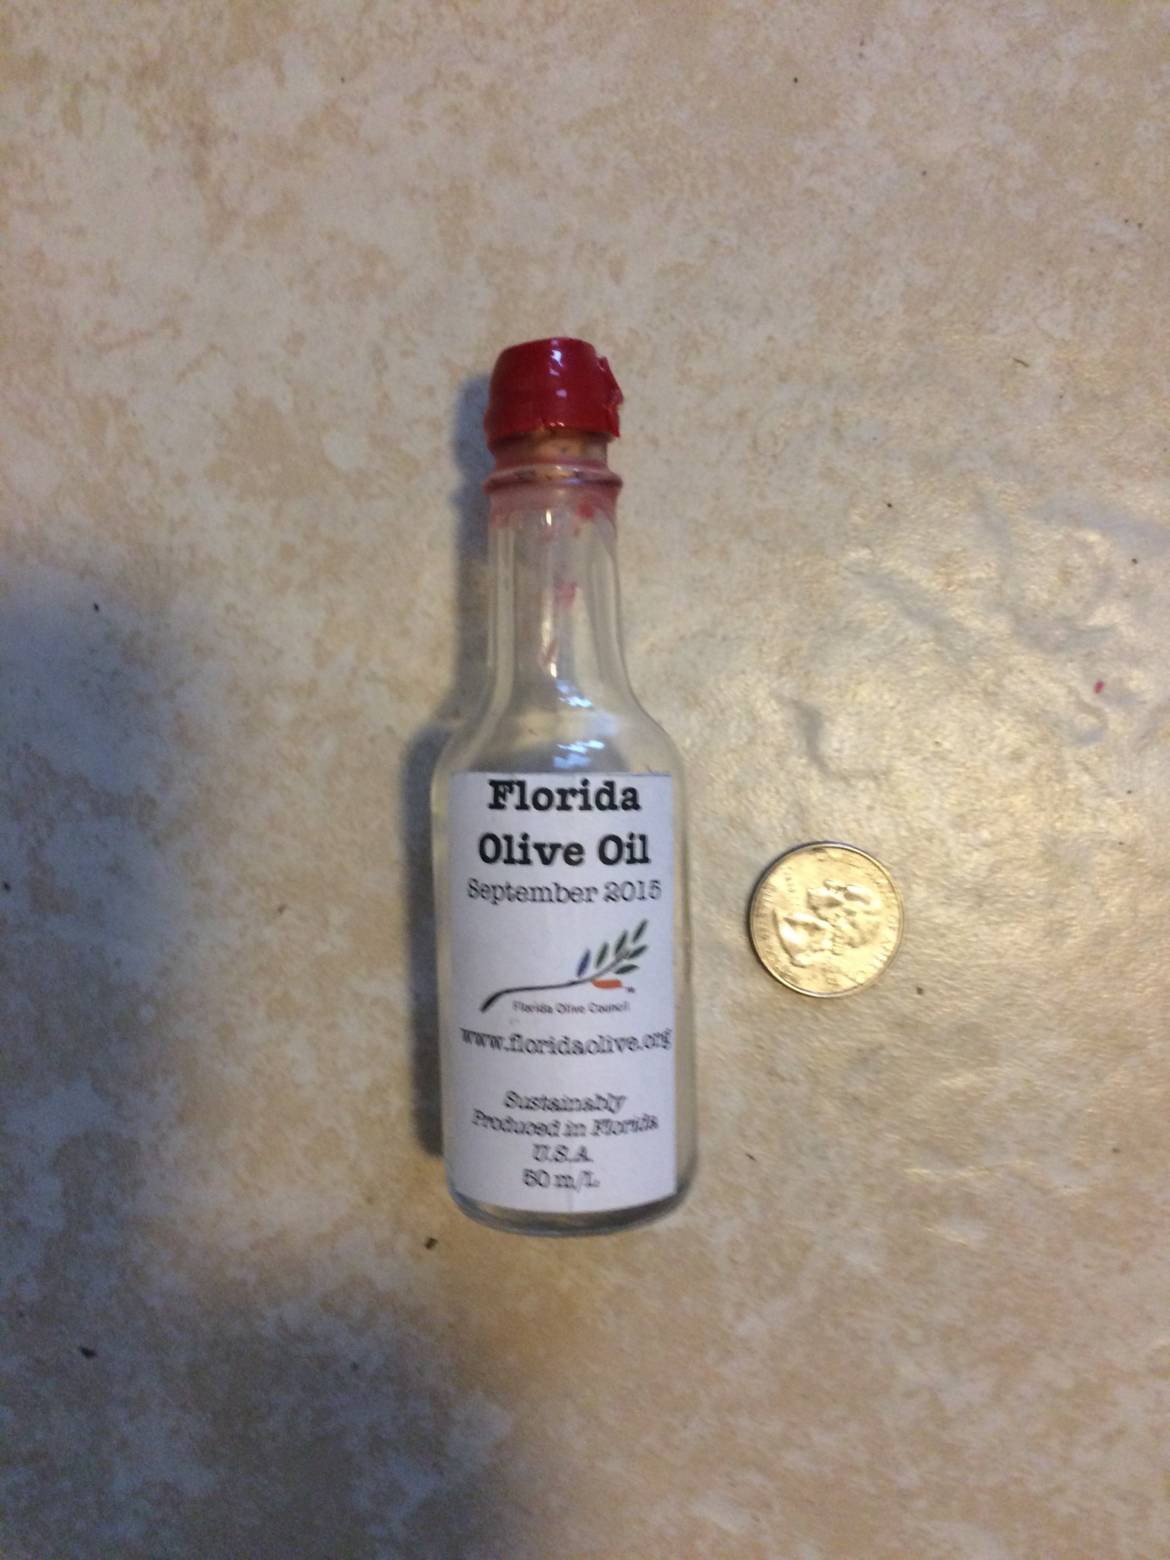 Florida
Olive Oil
September 2015
Florida Olive Council
www.floridaolive.org
Sustainably
Produced in Florida
U.S.A.
50 m/L